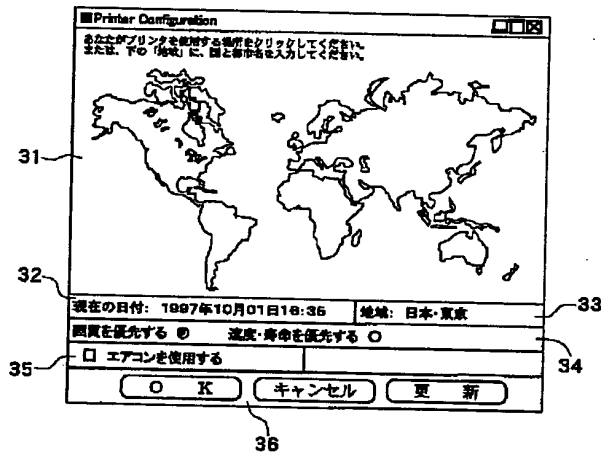 Printer Configuration
あなたがプリンタを使用する場所をクリックしてください。
または、下の「地域」に、国と都市名を入力してください。
31
32
現在の日付: 1997年10月01日16:35
地域: 日本・東京
33
画質を優先する
速度・寿命を優先する
34
35
エアコンを使用する
O K
キャンセル
更 新
36